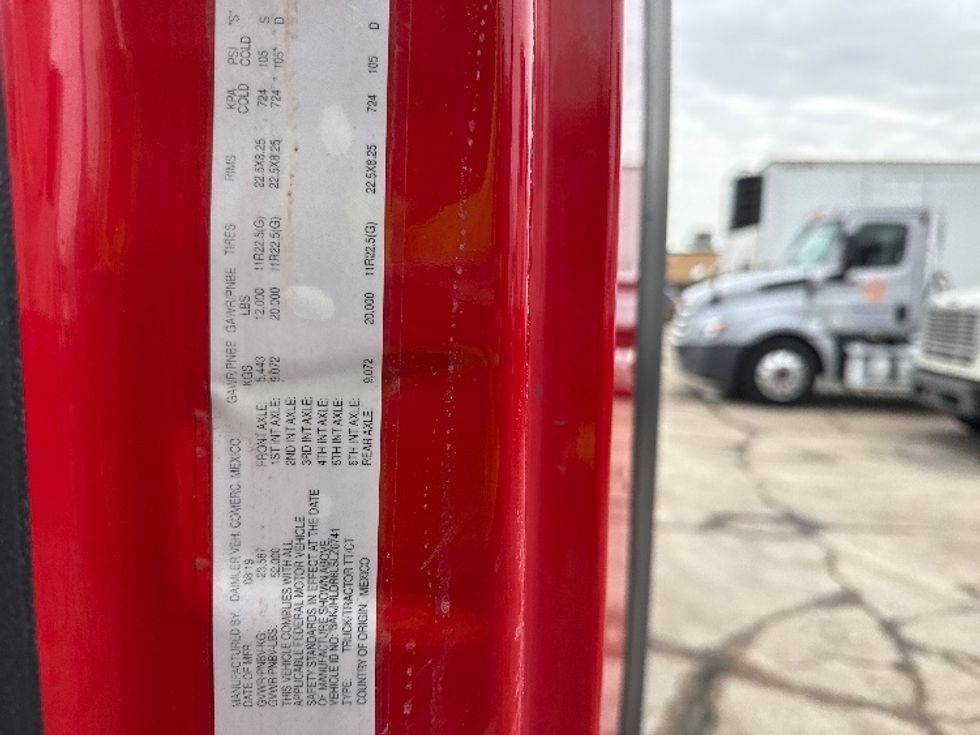 MANUFACTURED BY: DAIMLER VEH. COMERC. MEXICO
DATE OF MFR: 08/19
GVWR/PNBV-KG: 23,587
GVWR/PNBV-LBS: 52,000
THIS VEHICLE COMPLIES WITH ALL
APPLICABLE FEDERAL MOTOR VEHICLE
SAFETY STANDARDS IN EFFECT AT THE DATE
OF MANUFACTURE SHOWN ABOVE.
VEHICLE ID NO:
TYPE: TRUCK/TRACTOR TT/CT
COUNTRY OF ORIGIN: MEXICO
GAWR/PNBE KGS GAWR/PNBE LBS TIRES RIMS KPA COLD PSI COLD "S"
FRONT AXLE: 5,443 12,000 11R22.5(G) 22.5X8.25 724 105 S
1ST INT AXLE: 9,072 20,000 11R22.5(G) 22.5X8.25 724 105 D
2ND INT AXLE:
3RD INT AXLE:
4TH INT AXLE:
5TH INT AXLE:
6TH INT AXLE:
REAR AXLE 9,072 20,000 11R22.5(G) 22.5X8.25 724 105 D